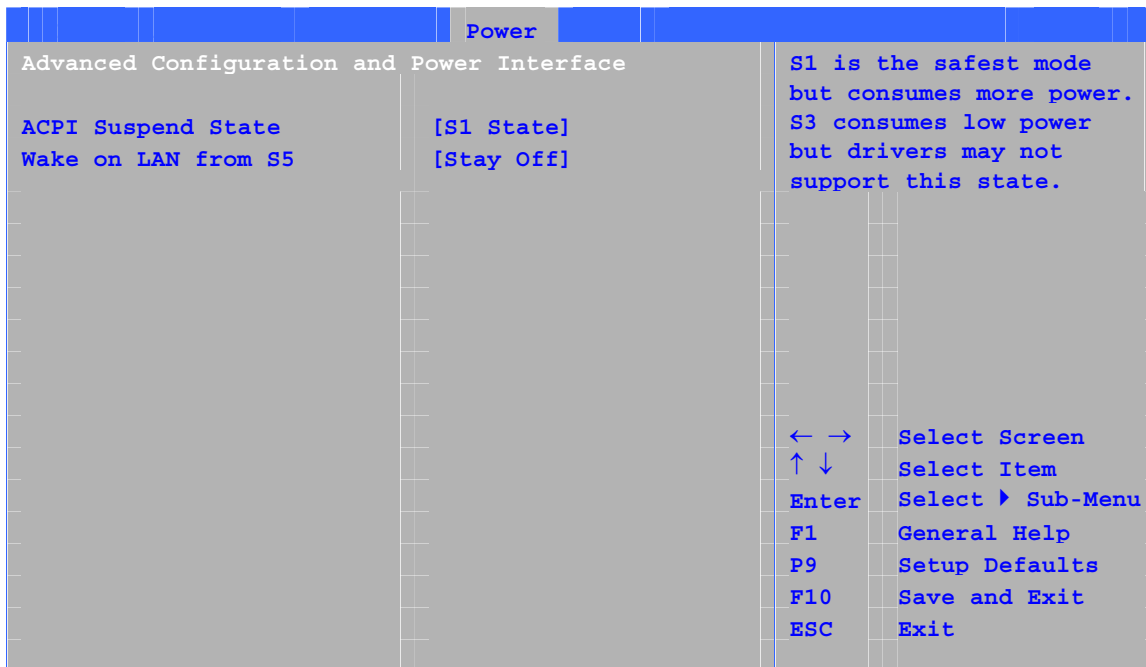 Power
Advanced Configuration and Power Interface
ACPI Suspend State [S1 State]
Wake on LAN from S5 [Stay Off]
S1 is the safest mode
but consumes more power.
S3 consumes low power
but drivers may not
support this state.
← → Select Screen
↑ ↓ Select Item
Enter Select ▶ Sub-Menu
F1 General Help
P9 Setup Defaults
F10 Save and Exit
ESC Exit